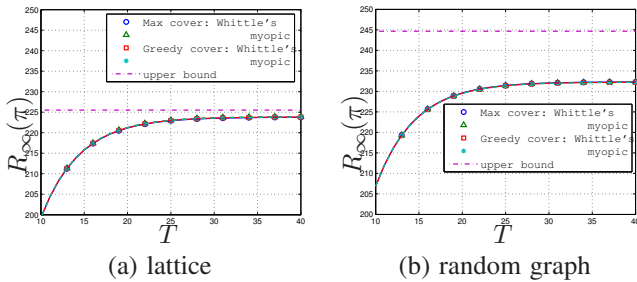 250
245
240
235
230
225
220
215
210
205
200
10 15 20 25 30 35 40
R∞(π)
T
Max cover: Whittle's
myopic
Greedy cover: Whittle's
myopic
upper bound
(a) lattice
250
245
240
235
230
225
220
215
210
205
200
10 15 20 25 30 35 40
R∞(π)
T
Max cover: Whittle's
myopic
Greedy cover: Whittle's
myopic
upper bound
(b) random graph